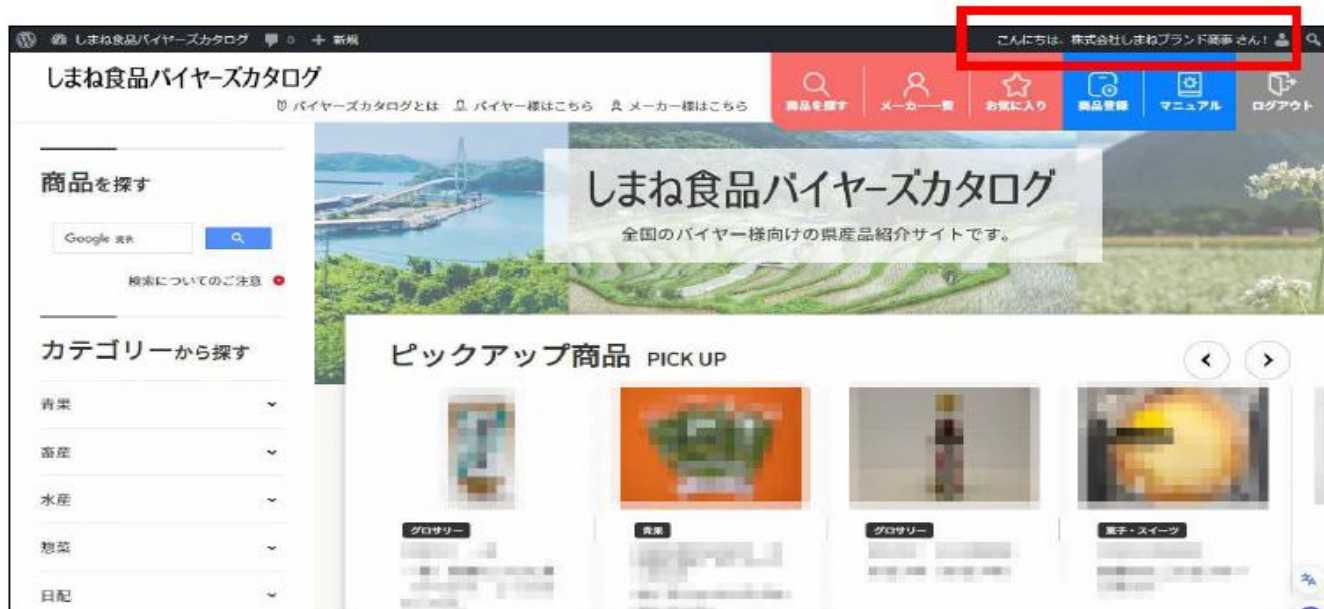 しまね食品バイヤーズカタログ 0 + 新規
こんにちは、株式会社しまねブランド商事 さん!
しまね食品バイヤーズカタログ
バイヤーズカタログとは バイヤー様はこちら メーカー様はこちら
商品を探す メーカー一覧 お気に入り 商品登録 マニュアル ログアウト
しまね食品バイヤーズカタログ
全国のバイヤー様向けの県産品紹介サイトです。
商品を探す
Google 提供
検索についてのご注意
カテゴリーから探す
青果
畜産
水産
惣菜
日配
ピックアップ商品 PICK UP
グロサリー
青果
グロサリー
菓子・スイーツ